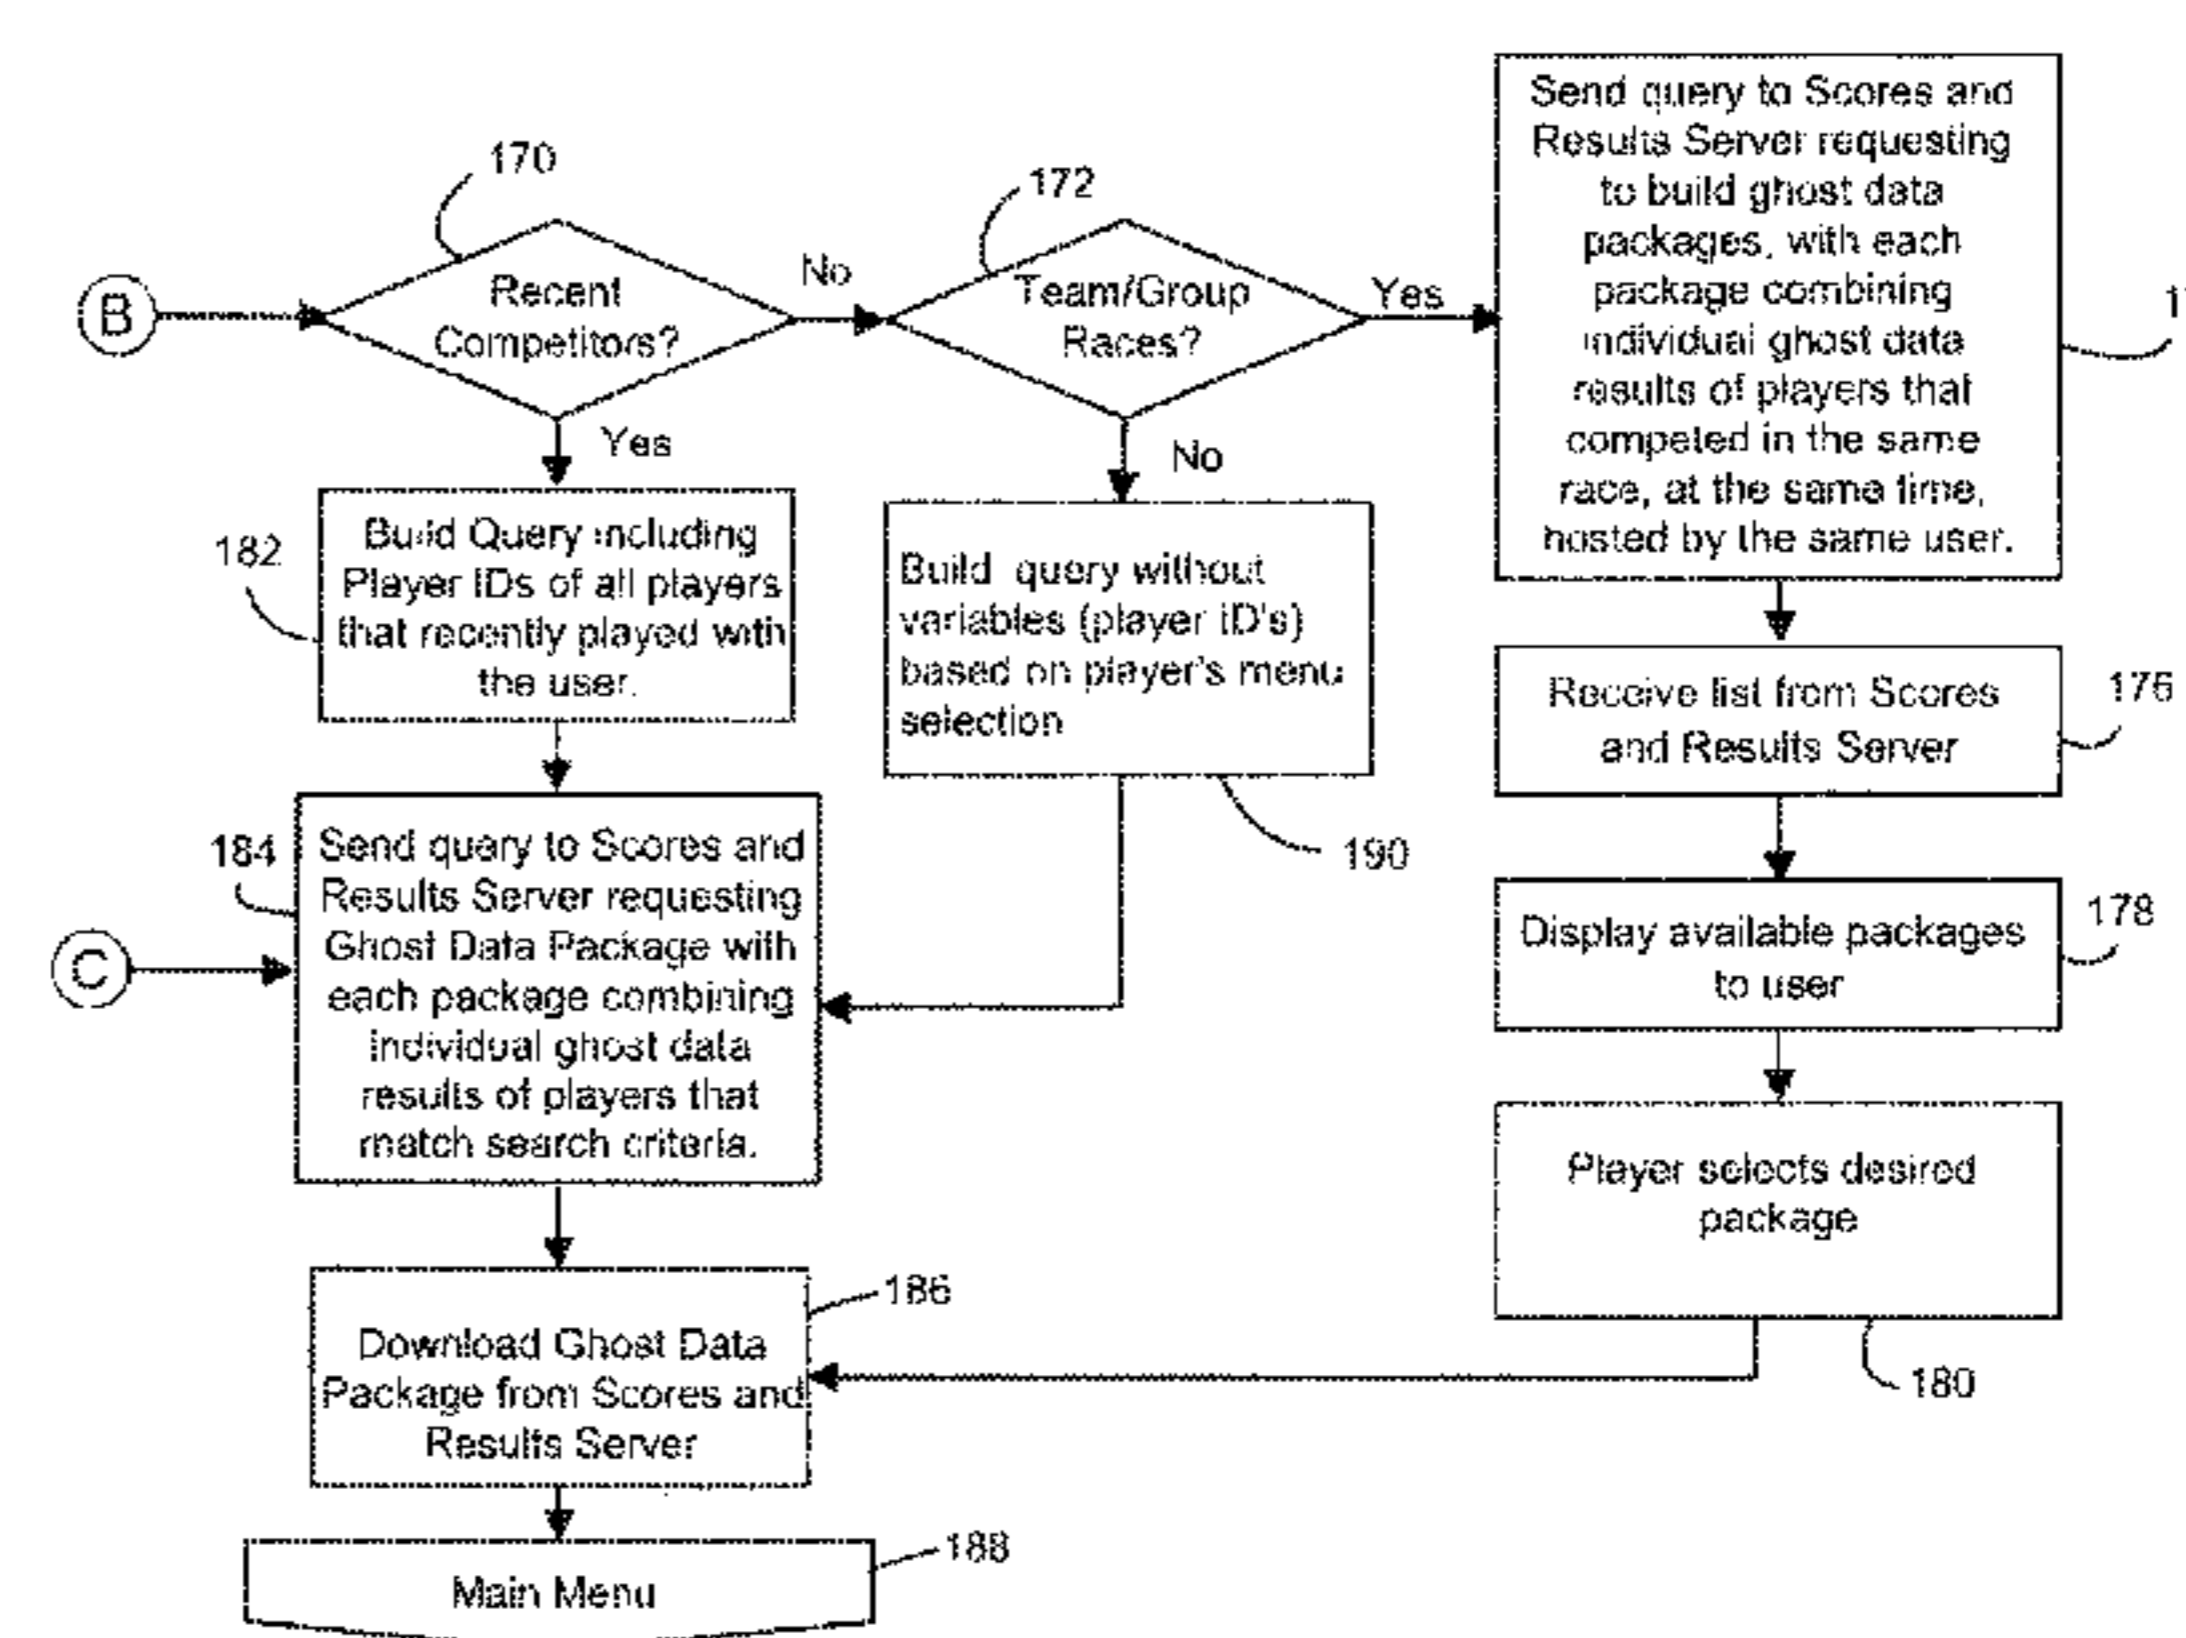 170
B
Recent
Competitors?
No
172
Team/Group
Races?
Yes
Send query to Scores and
Results Server requesting
to build ghost data
packages, with each
package combining
individual ghost data
results of players that
competed in the same
race, at the same time,
hosted by the same user.
Yes
182
Build Query including
Player IDs of all players
that recently played with
the user.
No
Build query without
variables (player iD's)
based on player's menu
selection
190
Receive list from Scores
and Results Server
176
184
Send query to Scores and
Results Server requesting
Ghost Data Package with
each package combining
individual ghost data
results of players that
match search criteria.
C
Display available packages
to user
178
Player selects desired
package
180
186
Download Ghost Data
Package from Scores and
Results Server
188
Main Menu